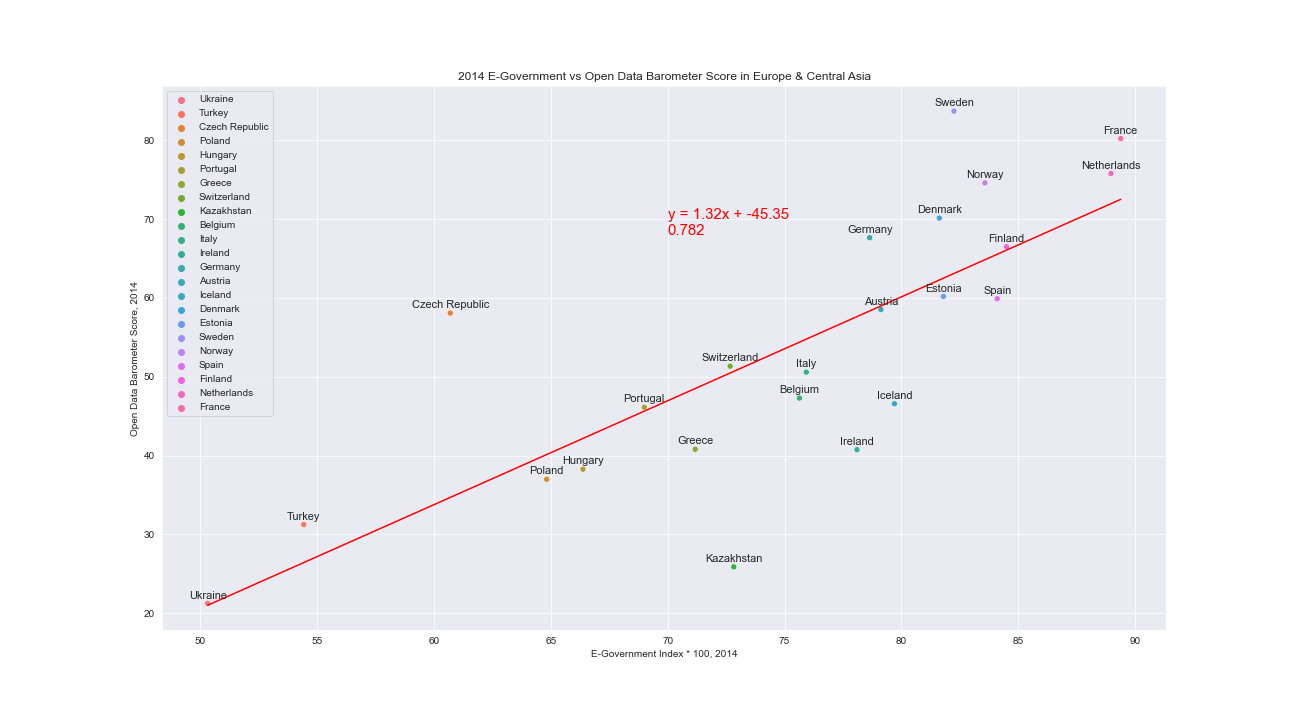 2014 E-Government vs Open Data Barometer Score in Europe & Central Asia
Ukraine
Turkey
Czech Republic
Poland
Hungary
Portugal
Greece
Switzerland
Kazakhstan
Belgium
Italy
Ireland
Germany
Austria
Iceland
Denmark
Estonia
Sweden
Norway
Spain
Finland
Netherlands
France
Sweden
France
Netherlands
Norway
Denmark
y = 1.32x + -45.35
0.782
Germany
Finland
Estonia
Spain
Austria
Czech Republic
Switzerland
Italy
Belgium
Iceland
Portugal
Greece
Ireland
Hungary
Poland
Turkey
Kazakhstan
Ukraine
80
70
60
50
40
30
20
Open Data Barometer Score, 2014
50 55 60 65 70 75 80 85 90
E-Government Index * 100, 2014